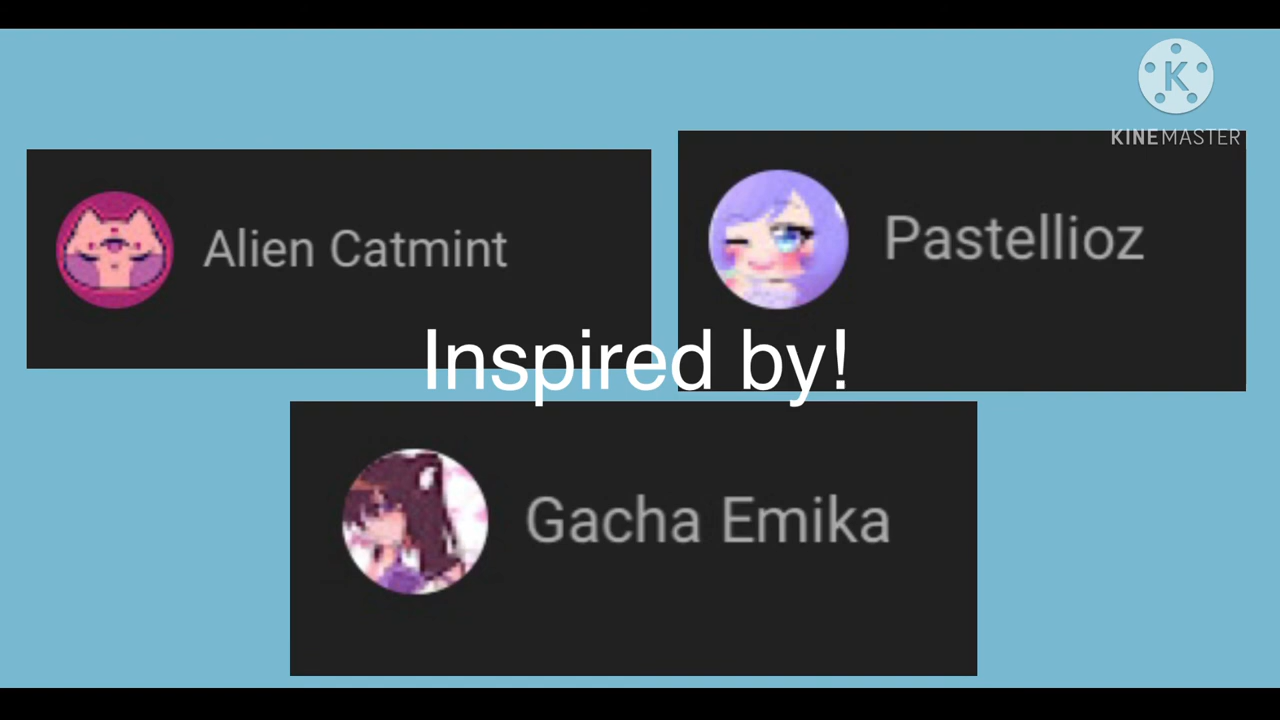 K
KINEMASTER
Alien Catmint
Pastellioz
Inspired by!
Gacha Emika